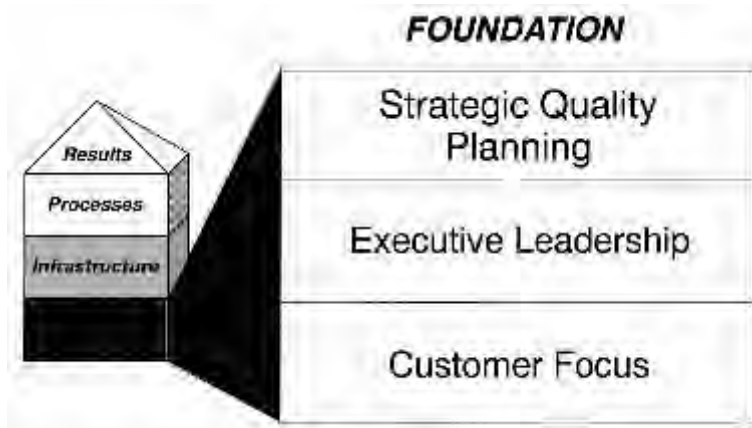 FOUNDATION
Strategic Quality
Planning
Executive Leadership
Customer Focus
Results
Processes
Infrastructure